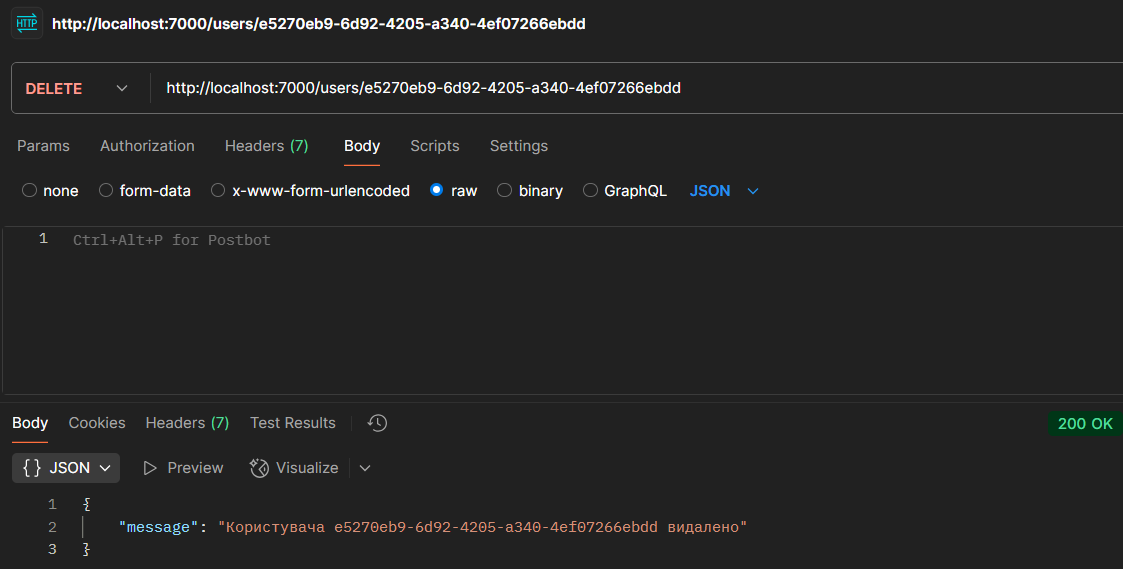 HTTP http://localhost:7000/users/e5270eb9-6d92-4205-a340-4ef07266ebdd
DELETE http://localhost:7000/users/e5270eb9-6d92-4205-a340-4ef07266ebdd
Params Authorization Headers (7) Body Scripts Settings
none form-data x-www-form-urlencoded raw binary GraphQL JSON
1 Ctrl+Alt+P for Postbot
Body Cookies Headers (7) Test Results 200 OK
{} JSON Preview Visualize
1 {
2 "message": "Користувача e5270eb9-6d92-4205-a340-4ef07266ebdd видалено"
3 }